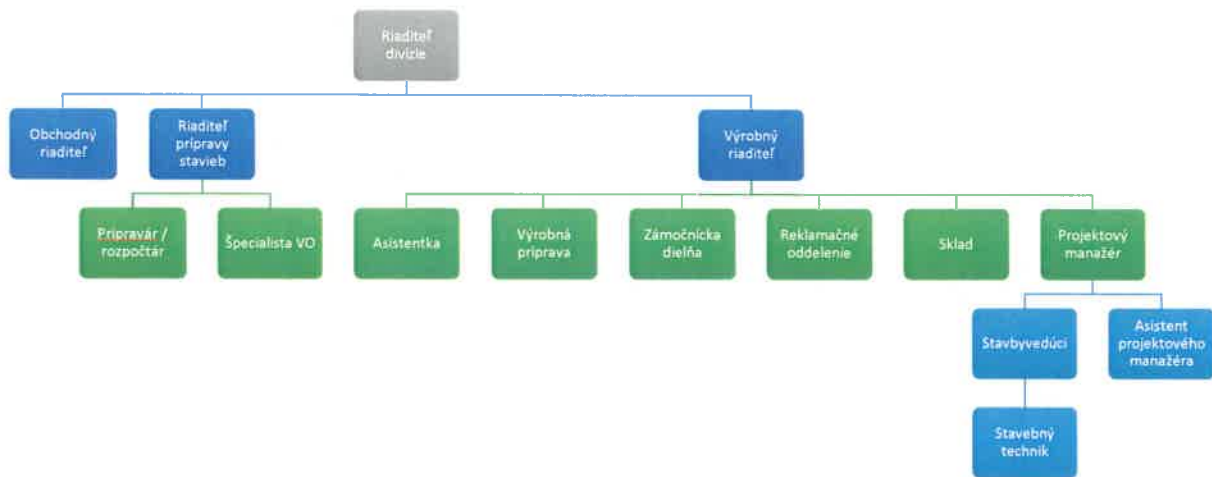 Riaditeľ
divízie
Obchodný
riaditeľ
Riaditeľ
prípravy
stavieb
Výrobný
riaditeľ
Pripravár /
rozpočtár
Špecialista VO
Asistentka
Výrobná
príprava
Zámočnícka
dielňa
Reklamačné
oddelenie
Sklad
Projektový
manažér
Stavbyvedúci
Asistent
projektového
manažéra
Stavebný
technik